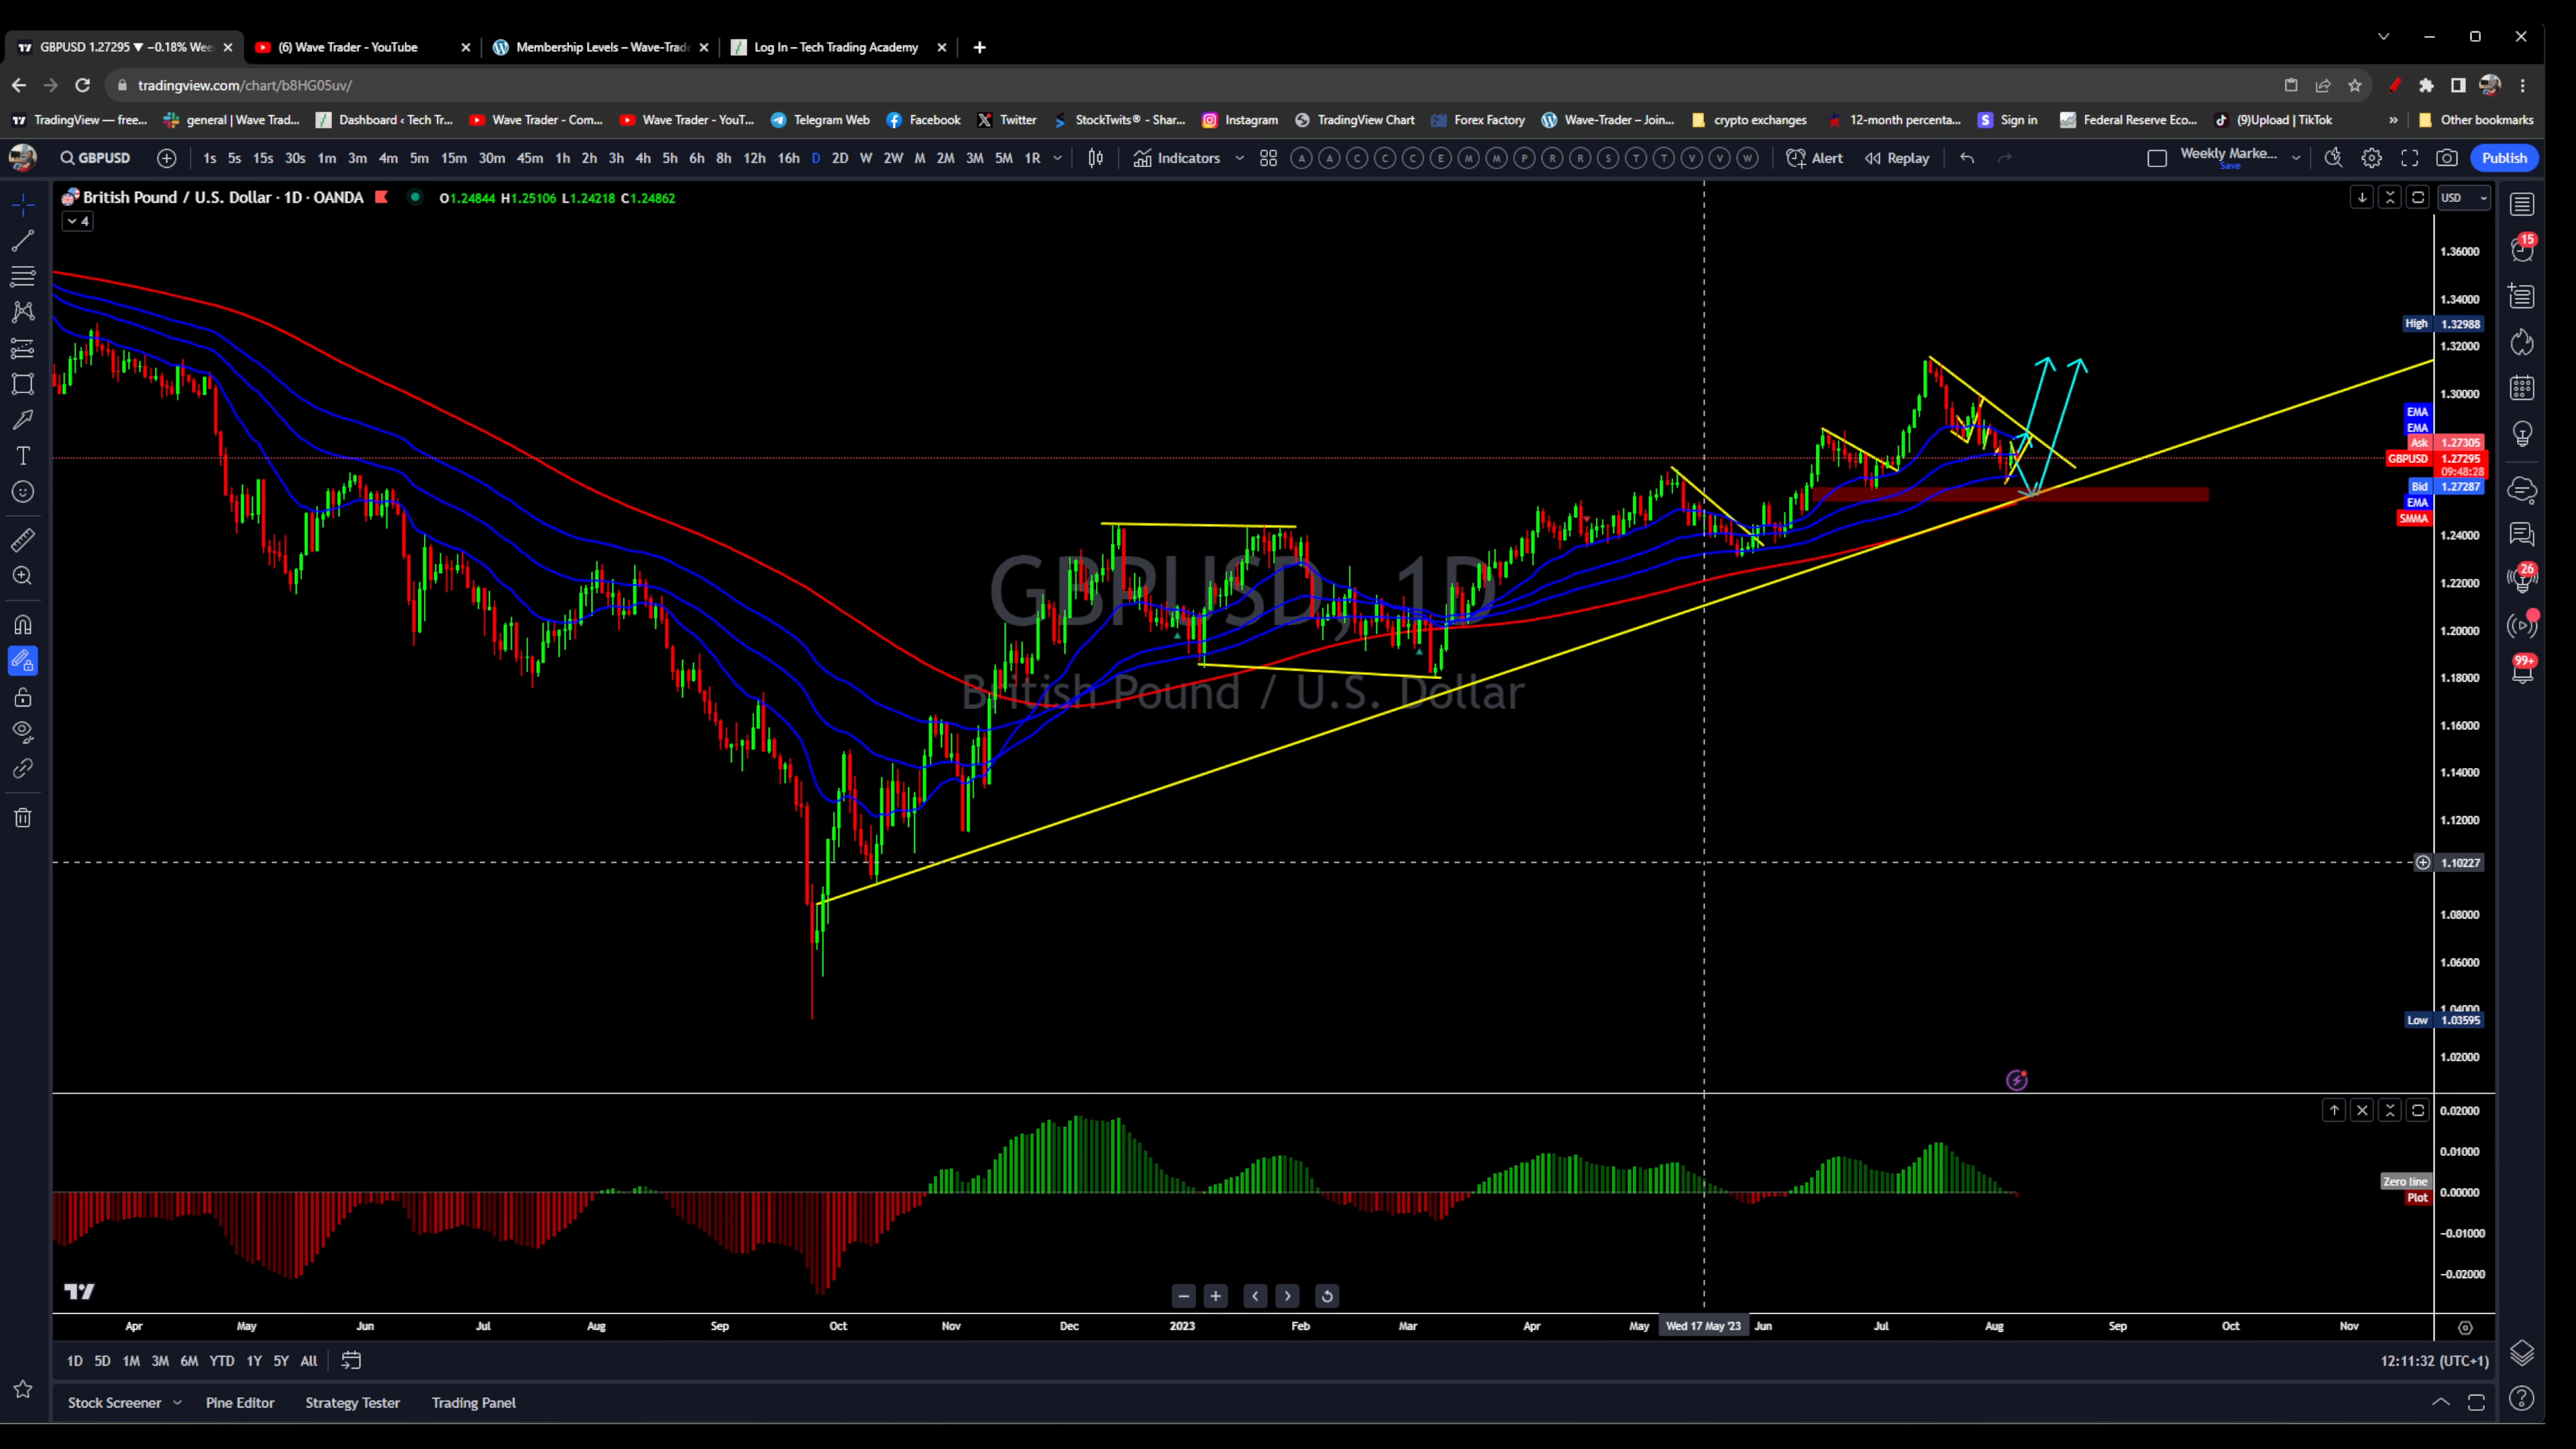 GBPUSD 1.27295 ▼ −0.18% Wee
(6) Wave Trader - YouTube
Membership Levels – Wave-Trade
Log In – Tech Trading Academy
tradingview.com/chart/b8HG05uv/
TradingView — free... general | Wave Trad... Dashboard ‹ Tech Tr... Wave Trader - Com... Wave Trader - YouT... Telegram Web Facebook Twitter StockTwits® - Shar... Instagram TradingView Chart Forex Factory Wave-Trader – Join... crypto exchanges 12-month percenta... Sign in Federal Reserve Eco... (9)Upload | TikTok » Other bookmarks
GBPUSD 1s 5s 15s 30s 1m 3m 4m 5m 15m 30m 45m 1h 2h 3h 4h 5h 6h 8h 12h 16h D 2D W 2W M 2M 3M 5M 1R Indicators A A C C C E M M P R R S T T V V W Alert Replay Weekly Marke... Publish
Save
British Pound / U.S. Dollar · 1D · OANDA O1.24844 H1.25106 L1.24218 C1.24862 USD
4
15
1.36000
1.34000
High 1.32988
1.32000
1.30000
EMA
EMA
Ask 1.27305
GBPUSD 1.27295
09:48:28
Bid 1.27287
EMA
SMMA
1.24000
1.22000
26
1.20000
1.18000
99+
1.16000
1.14000
1.12000
1.10227
1.08000
1.06000
1.04000
Low 1.03595
1.02000
GBPUSD, 1D
British Pound / U.S. Dollar
0.02000
0.01000
Zero line
0.00000
Plot
−0.01000
−0.02000
Apr May Jun Jul Aug Sep Oct Nov Dec 2023 Feb Mar Apr May Wed 17 May '23 Jun Jul Aug Sep Oct Nov
1D 5D 1M 3M 6M YTD 1Y 5Y All 12:11:32 (UTC+1)
Stock Screener Pine Editor Strategy Tester Trading Panel